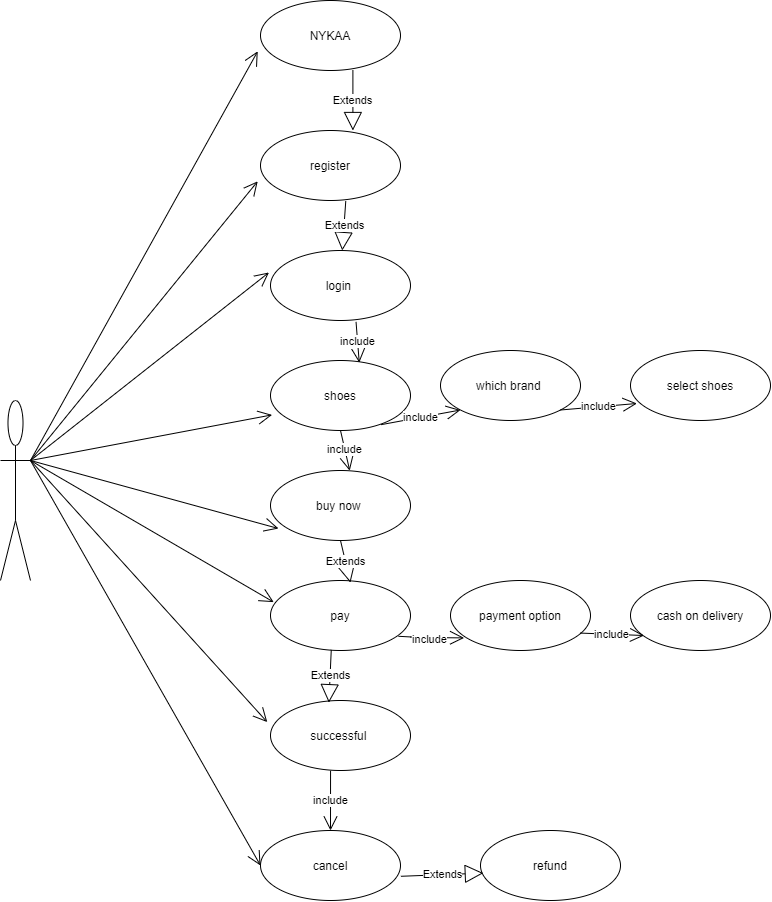 NYKAA
Extends
register
Extends
login
include
shoes
include
which brand
include
select shoes
include
buy now
Extends
pay
include
payment option
include
cash on delivery
Extends
successful
include
cancel
Extends
refund